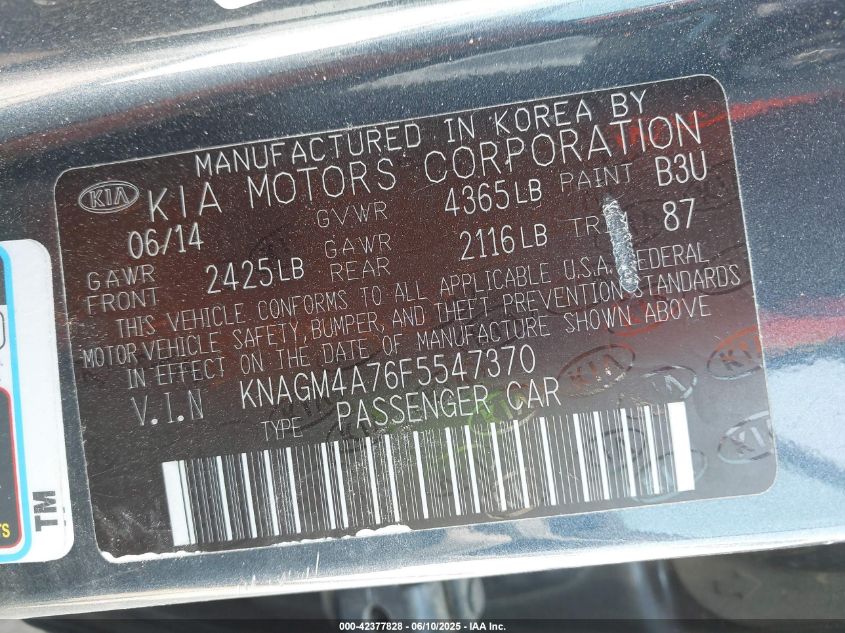 MANUFACTURED IN KOREA BY
KIA KIA MOTORS CORPORATION
06/14 GVWR 4365LB PAINT B3U
GAWR FRONT 2425LB GAWR REAR 2116LB 87
THIS VEHICLE CONFORMS TO ALL APPLICABLE U.S.A. FEDERAL
MOTOR VEHICLE SAFETY, BUMPER, AND THEFT PREVENTION STANDARDS
IN EFFECT ON THE DATE OF MANUFACTURE SHOWN ABOVE
V.I.N KNAGM4A76F5547370
TYPE PASSENGER CAR
TM
000-42377828 - 06/10/2025 - IAA Inc.